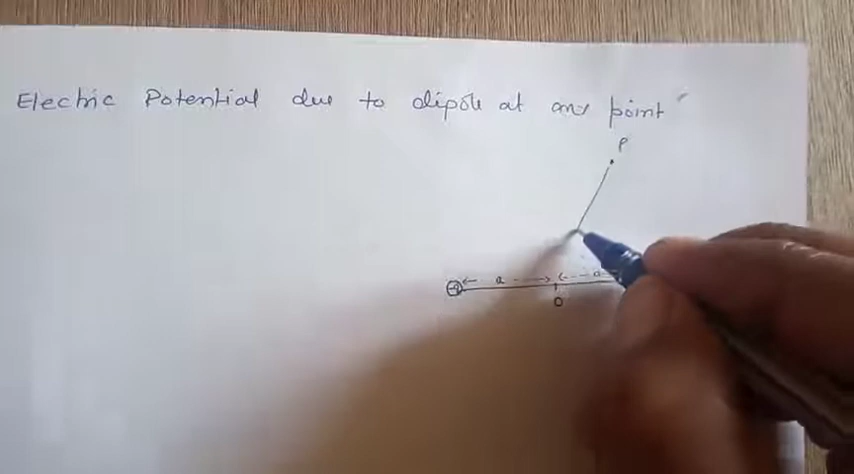 Electric Potential due to dipole at any point
P
-q a a
O